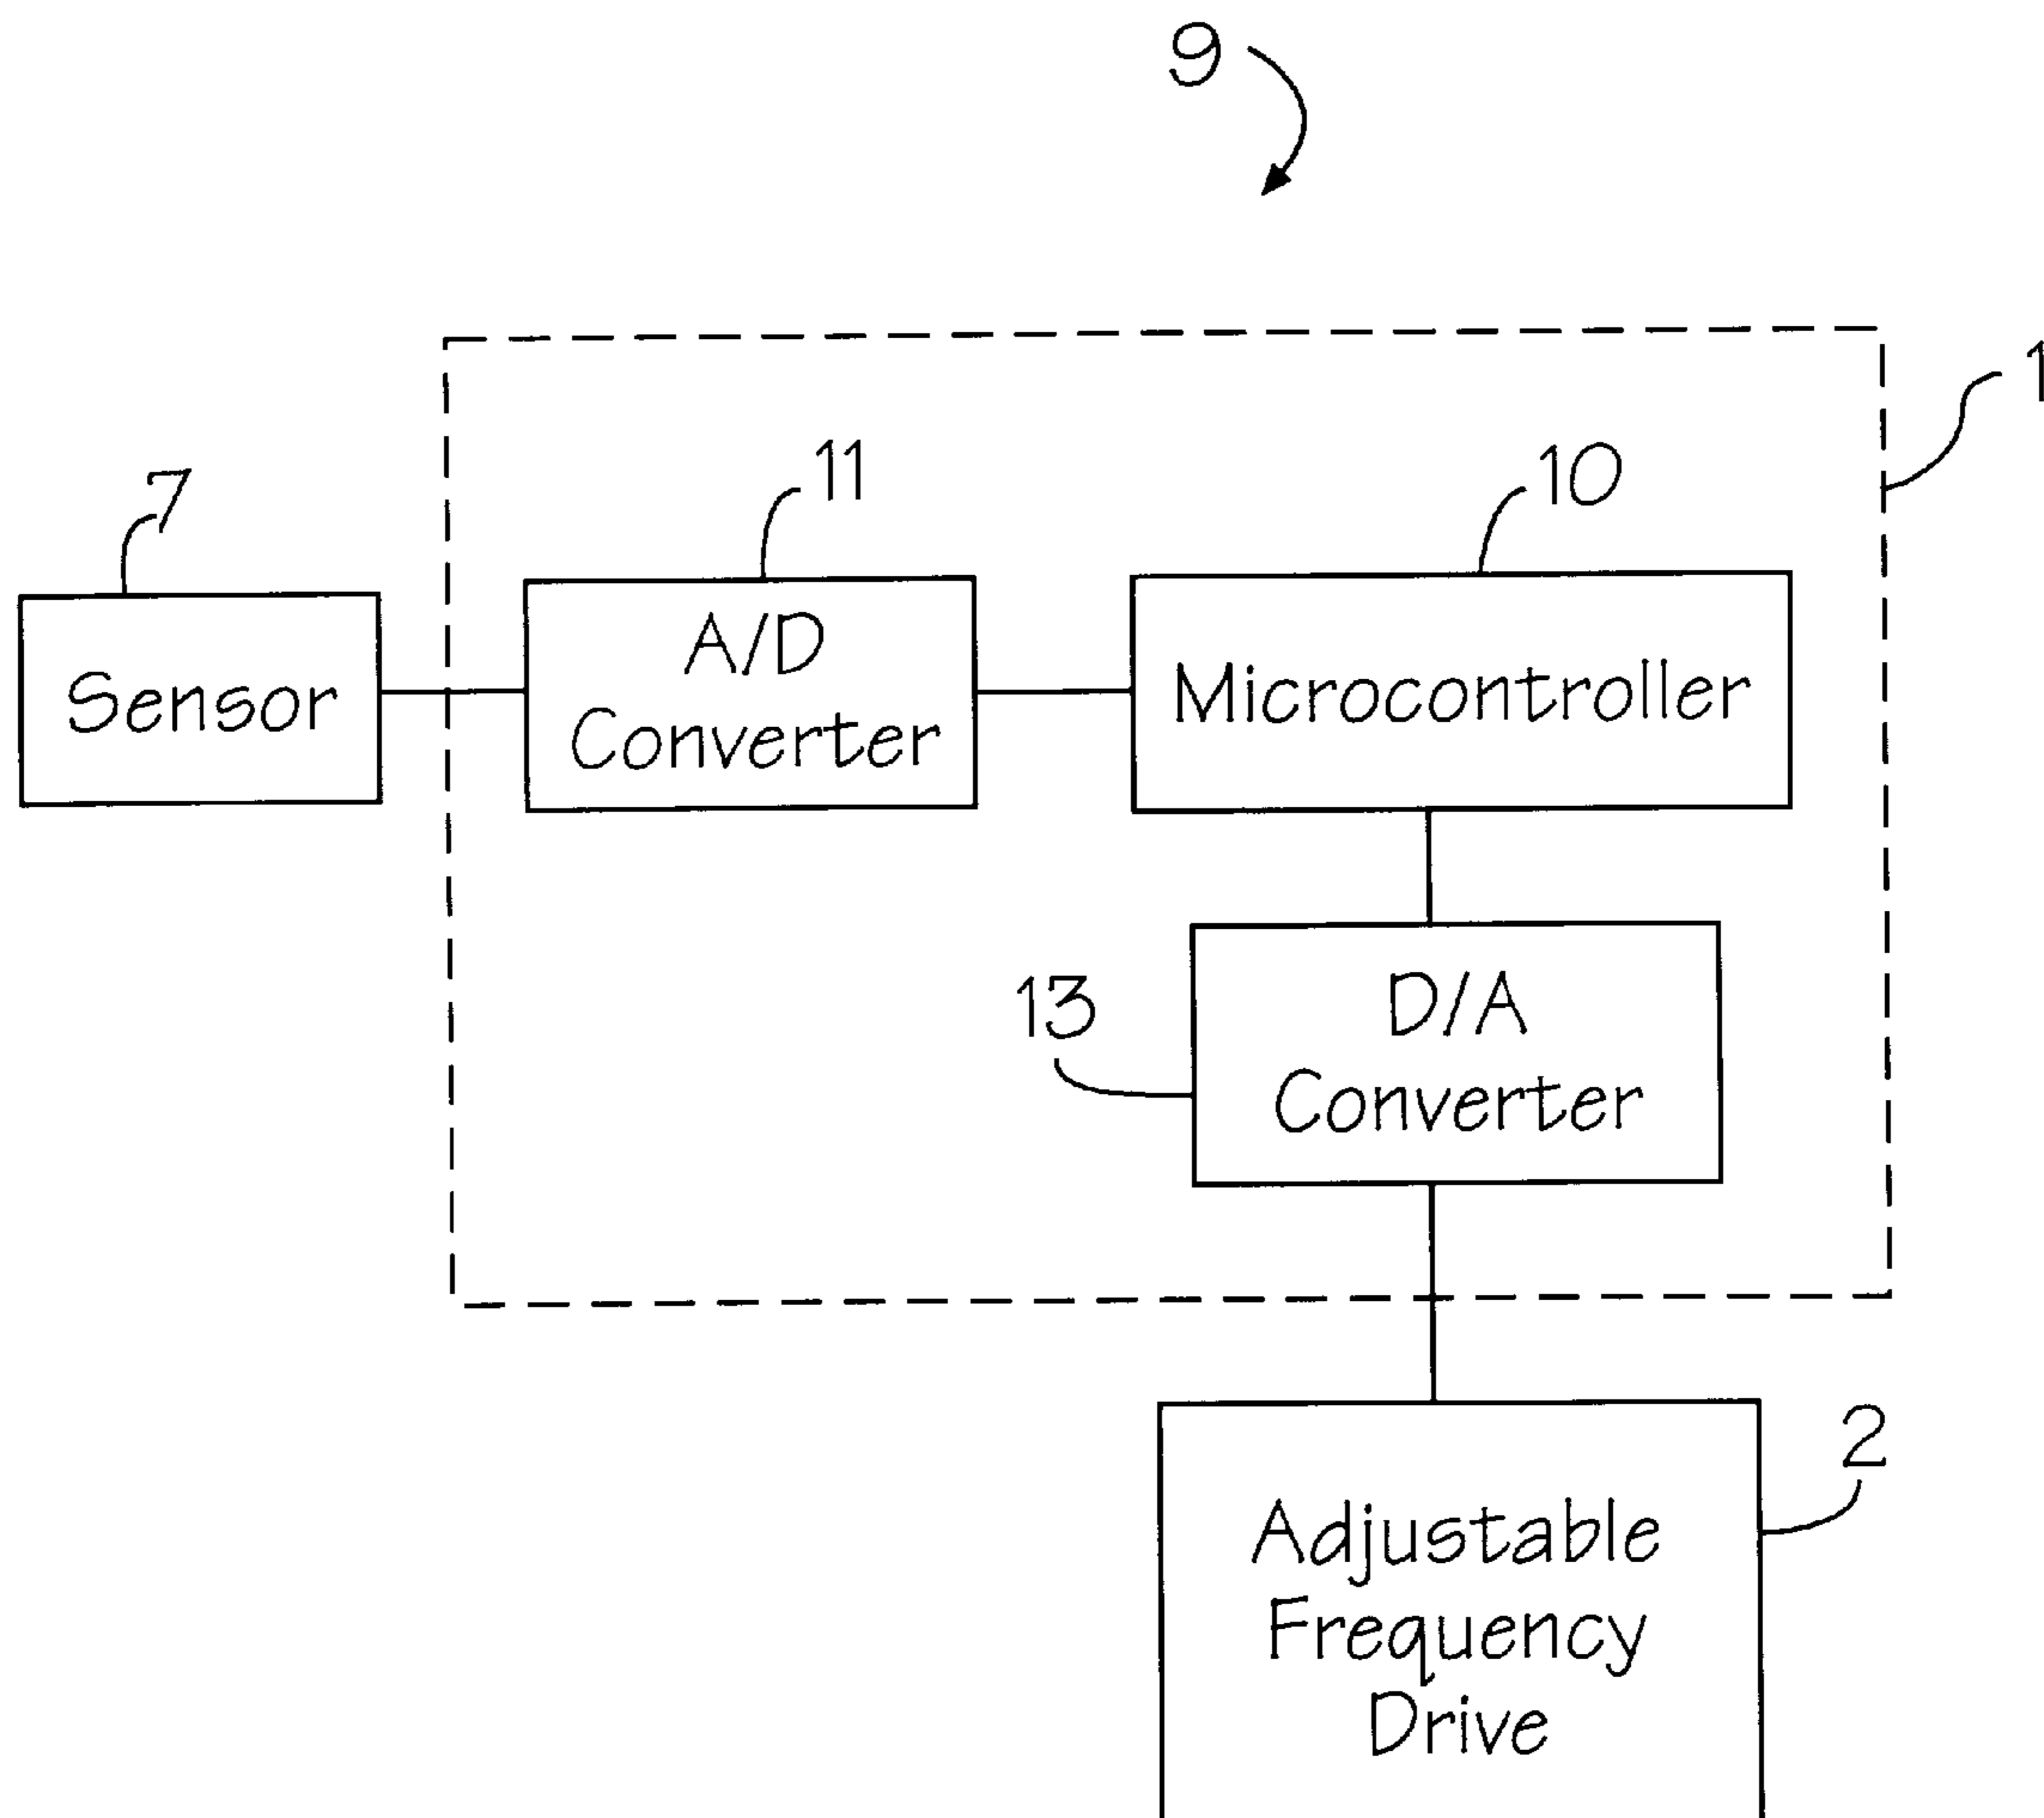 9
1
7
11
10
Sensor
A/D
Converter
Microcontroller
13
D/A
Converter
2
Adjustable
Frequency
Drive